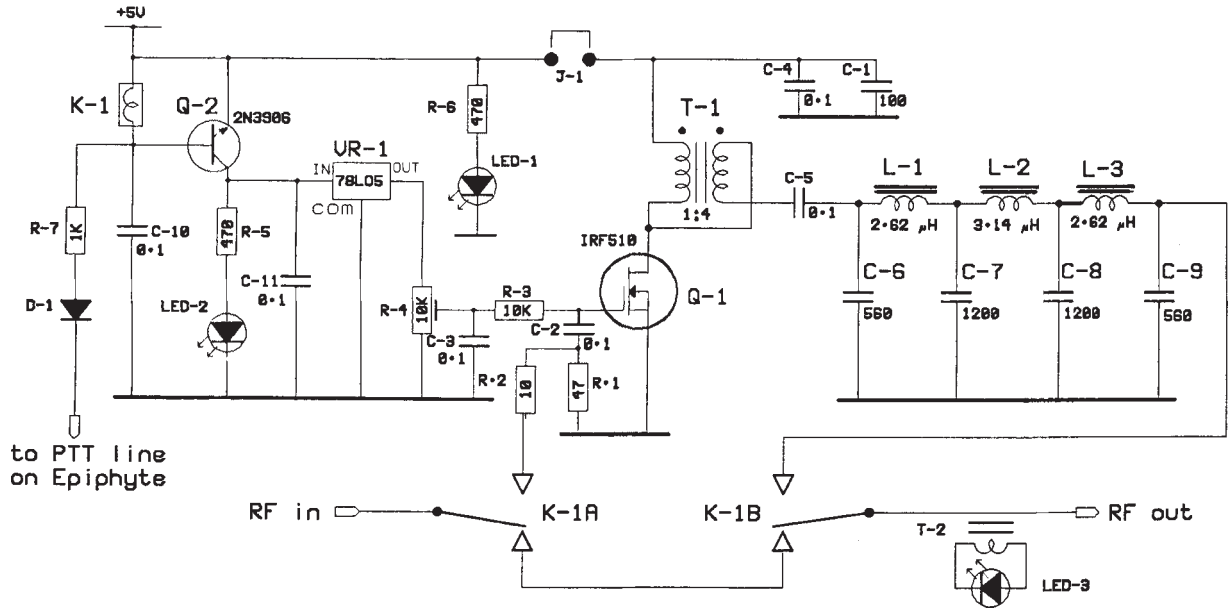 +5V
K-1
Q-2
2N3906
R-6
470
J-1
C-4
0.1
C-1
100
T-1
1:4
VR-1
IN
OUT
78L05
COM
LED-1
C-5
0.1
L-1
2.62 µH
L-2
3.14 µH
L-3
2.62 µH
R-7
1K
C-10
0.1
R-5
470
C-11
0.1
IRF510
Q-1
C-6
560
C-7
1200
C-8
1200
C-9
560
D-1
LED-2
R-4
10K
R-3
10K
C-3
0.1
C-2
0.1
R.2
10
47
R.1
to PTT line
on Epiphyte
RF in
K-1A
K-1B
RF out
T-2
LED-3